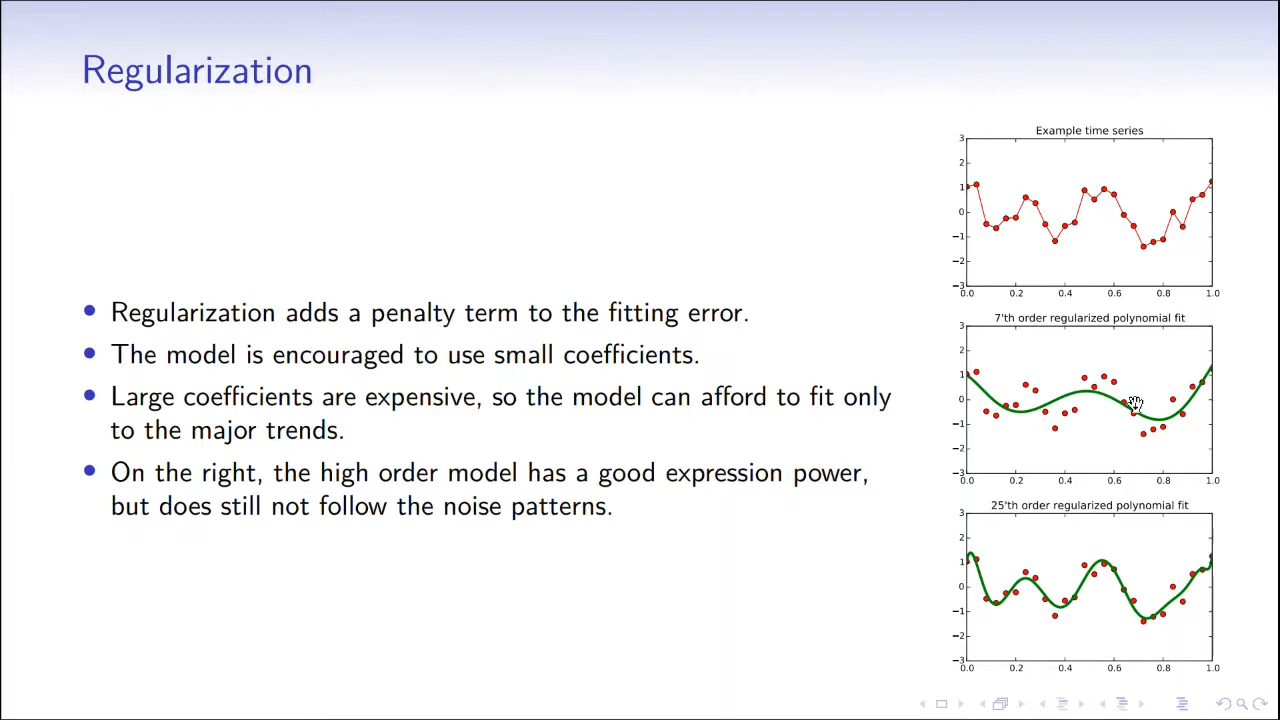 Regularization
Regularization adds a penalty term to the fitting error.
The model is encouraged to use small coefficients.
Large coefficients are expensive, so the model can afford to fit only
to the major trends.
On the right, the high order model has a good expression power,
but does still not follow the noise patterns.
Example time series
3
2
1
0
−1
−2
−3
0.0 0.2 0.4 0.6 0.8 1.0
7'th order regularized polynomial fit
3
2
1
0
−1
−2
−3
0.0 0.2 0.4 0.6 0.8 1.0
25'th order regularized polynomial fit
3
2
1
0
−1
−2
−3
0.0 0.2 0.4 0.6 0.8 1.0